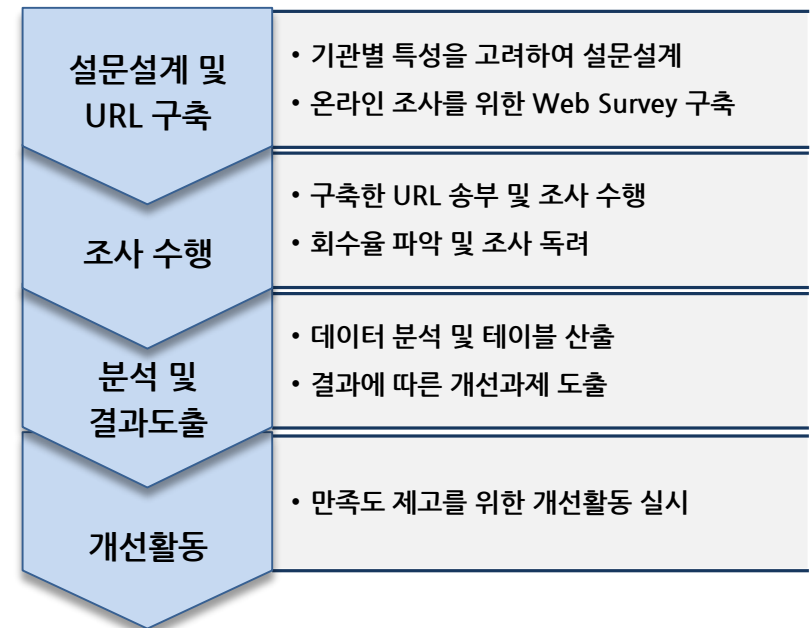 설문설계 및
URL 구축
• 기관별 특성을 고려하여 설문설계
• 온라인 조사를 위한 Web Survey 구축
조사 수행
• 구축한 URL 송부 및 조사 수행
• 회수율 파악 및 조사 독려
분석 및
결과도출
• 데이터 분석 및 테이블 산출
• 결과에 따른 개선과제 도출
개선활동
• 만족도 제고를 위한 개선활동 실시